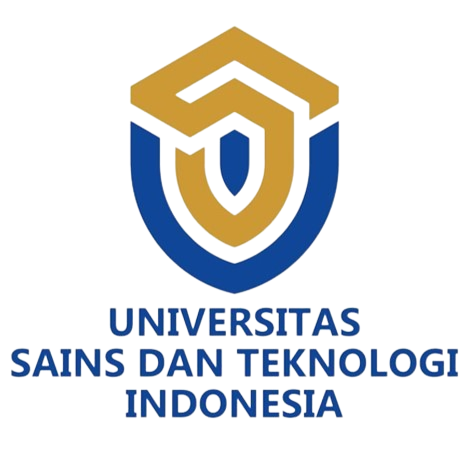 UNIVERSITAS
SAINS DAN TEKNOLOGI
INDONESIA